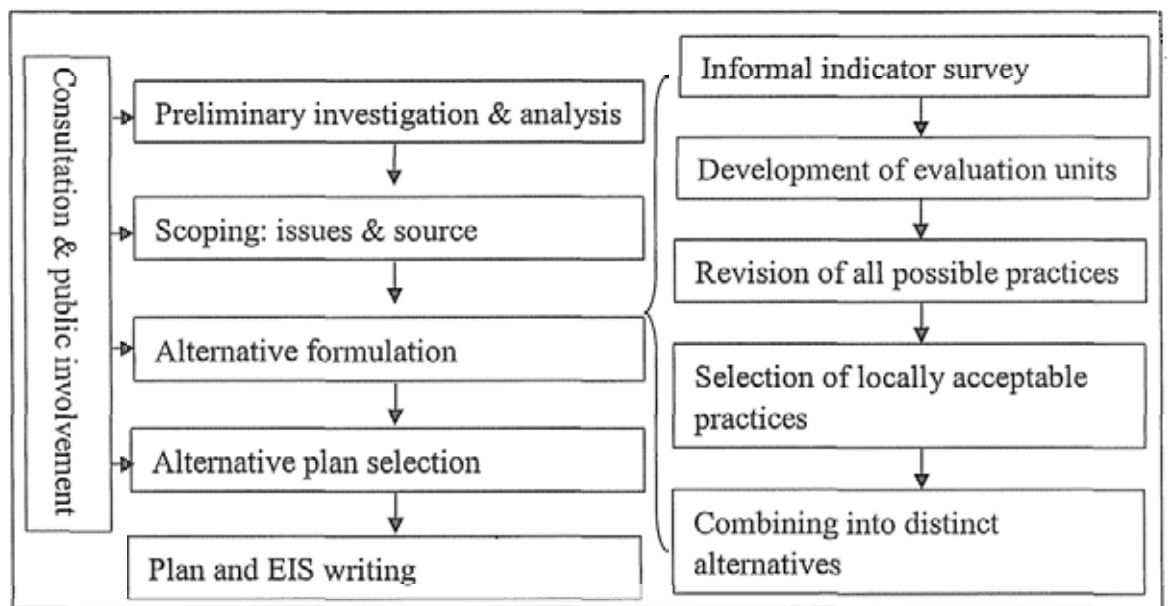 Consultation & public involvement
Preliminary investigation & analysis
Scoping: issues & source
Alternative formulation
Alternative plan selection
Plan and EIS writing
Informal indicator survey
Development of evaluation units
Revision of all possible practices
Selection of locally acceptable
practices
Combining into distinct
alternatives